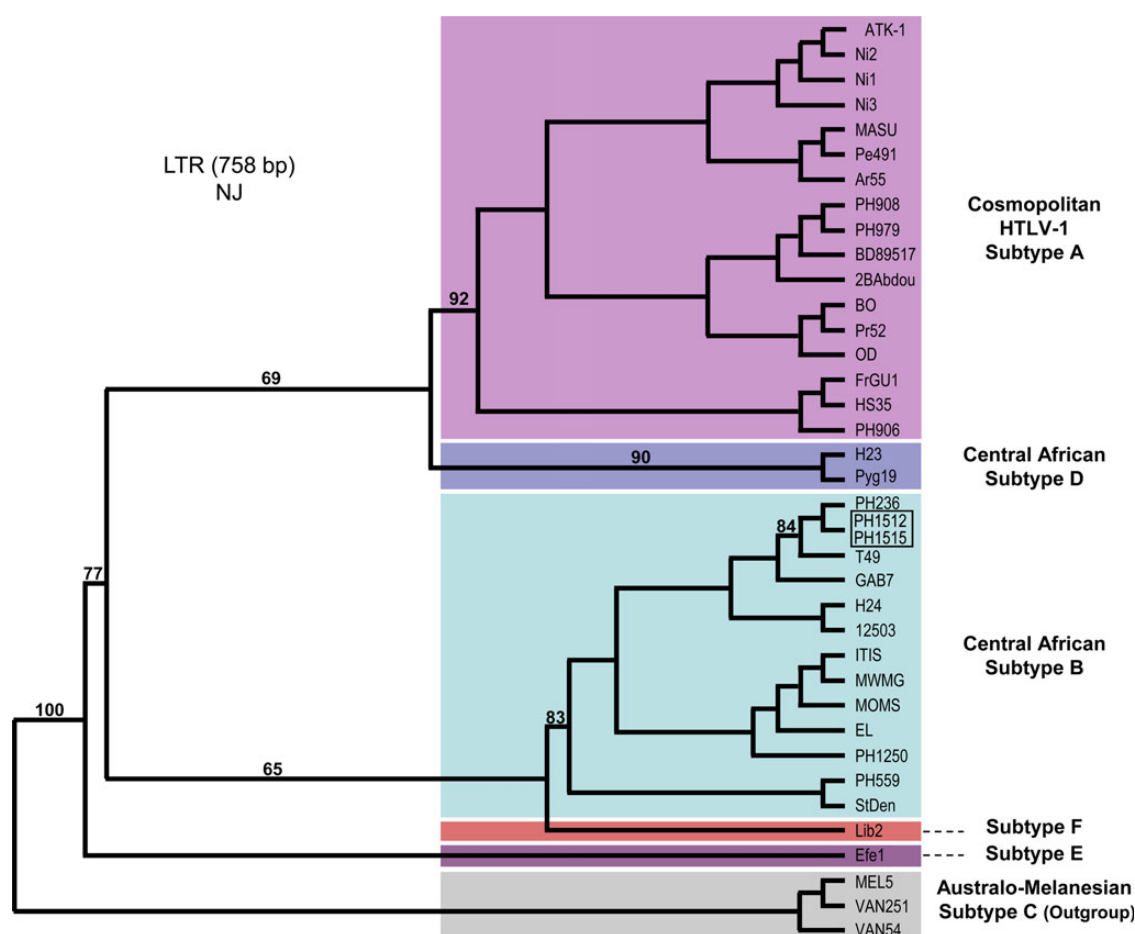 LTR (758 bp)
NJ
ATK-1
Ni2
Ni1
Ni3
MASU
Pe491
Ar55
PH908
PH979
BD89517
2BAbdou
BO
Pr52
OD
FrGU1
HS35
PH906
Cosmopolitan
HTLV-1
Subtype A
92
69
90
H23
Pyg19
Central African
Subtype D
77
84
PH236
PH1512
PH1515
T49
GAB7
H24
12503
ITIS
MWMG
MOMS
EL
PH1250
PH559
StDen
Central African
Subtype B
83
100
65
Lib2
Subtype F
Efe1
Subtype E
MEL5
VAN251
VAN54
Australo-Melanesian
Subtype C (Outgroup)